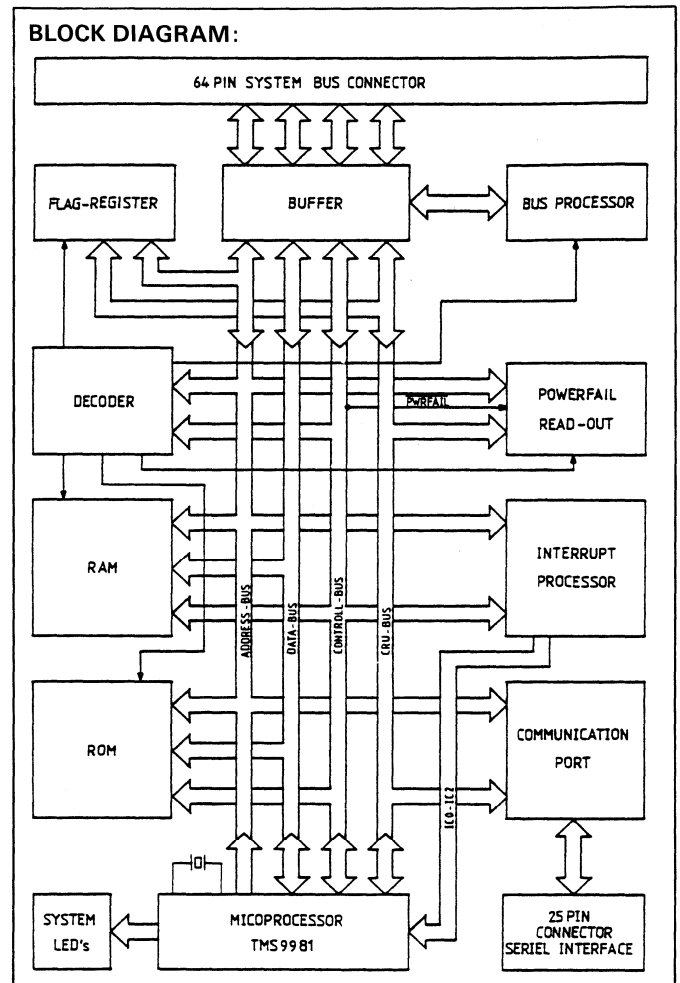 BLOCK DIAGRAM:
64 PIN SYSTEM BUS CONNECTOR
FLAG-REGISTER
BUFFER
BUS PROCESSOR
DECODER
PWRFAIL
POWERFAIL
READ-OUT
RAM
ADDRESS-BUS
DATA-BUS
CONTROLL-BUS
CRU-BUS
INTERRUPT
PROCESSOR
ROM
COMMUNICATION
PORT
IC0-IC2
SYSTEM
LED's
MICOPROCESSOR
TMS9981
25 PIN
CONNECTOR
SERIEL INTERFACE